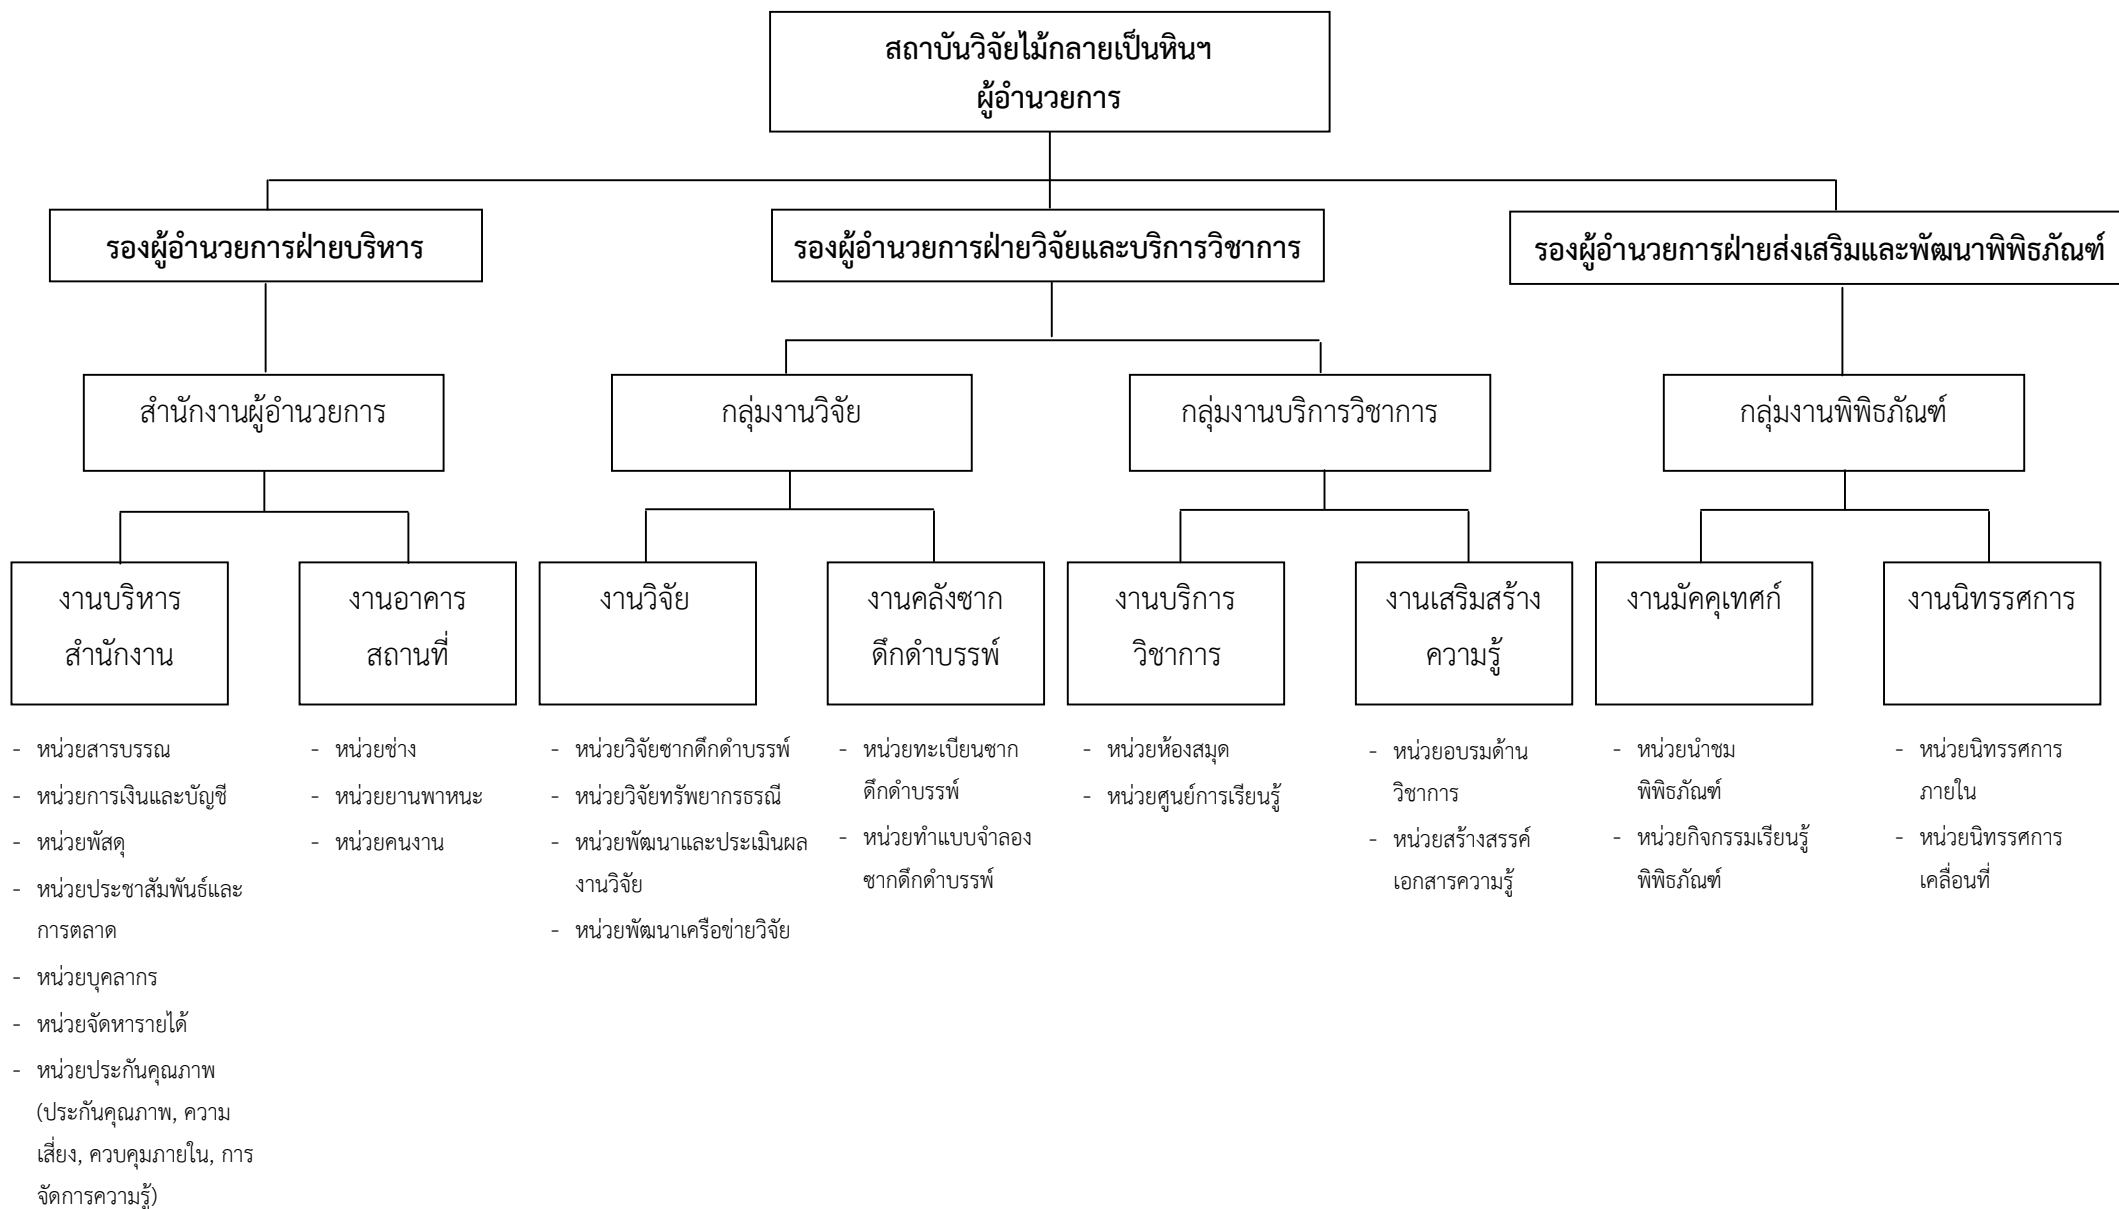 สถาบันวิจัยไม้กลายเป็นหินฯ
ผู้อำนวยการ
รองผู้อำนวยการฝ่ายบริหาร
รองผู้อำนวยการฝ่ายวิจัยและบริการวิชาการ
รองผู้อำนวยการฝ่ายส่งเสริมและพัฒนาพิพิธภัณฑ์
สำนักงานผู้อำนวยการ
กลุ่มงานวิจัย
กลุ่มงานบริการวิชาการ
กลุ่มงานพิพิธภัณฑ์
งานบริหาร
สำนักงาน
งานอาคาร
สถานที่
งานวิจัย
งานคลังซาก
ดึกดำบรรพ์
งานบริการ
วิชาการ
งานเสริมสร้าง
ความรู้
งานมัคคุเทศก์
งานนิทรรศการ
- หน่วยสารบรรณ
- หน่วยการเงินและบัญชี
- หน่วยพัสดุ
- หน่วยประชาสัมพันธ์และ
การตลาด
- หน่วยบุคลากร
- หน่วยจัดหารายได้
- หน่วยประกันคุณภาพ
(ประกันคุณภาพ, ความ
เสี่ยง, ควบคุมภายใน, การ
จัดการความรู้)
- หน่วยช่าง
- หน่วยยานพาหนะ
- หน่วยคนงาน
- หน่วยวิจัยซากดึกดำบรรพ์
- หน่วยวิจัยทรัพยากรธรณี
- หน่วยพัฒนาและประเมินผล
งานวิจัย
- หน่วยพัฒนาเครือข่ายวิจัย
- หน่วยทะเบียนซาก
ดึกดำบรรพ์
- หน่วยทำแบบจำลอง
ซากดึกดำบรรพ์
- หน่วยห้องสมุด
- หน่วยศูนย์การเรียนรู้
- หน่วยอบรมด้าน
วิชาการ
- หน่วยสร้างสรรค์
เอกสารความรู้
- หน่วยนำชม
พิพิธภัณฑ์
- หน่วยกิจกรรมเรียนรู้
พิพิธภัณฑ์
- หน่วยนิทรรศการ
ภายใน
- หน่วยนิทรรศการ
เคลื่อนที่